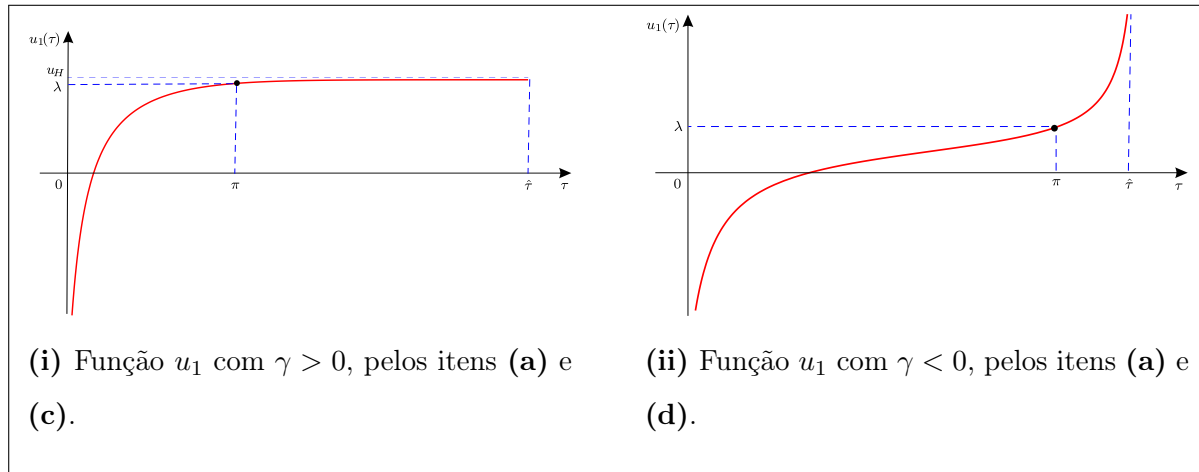 u₁(τ)
u_H
λ
0
π
τ̂
τ
(i) Função u₁ com γ > 0, pelos itens (a) e
(c).
u₁(τ)
λ
0
π
τ̂
τ
(ii) Função u₁ com γ < 0, pelos itens (a) e
(d).